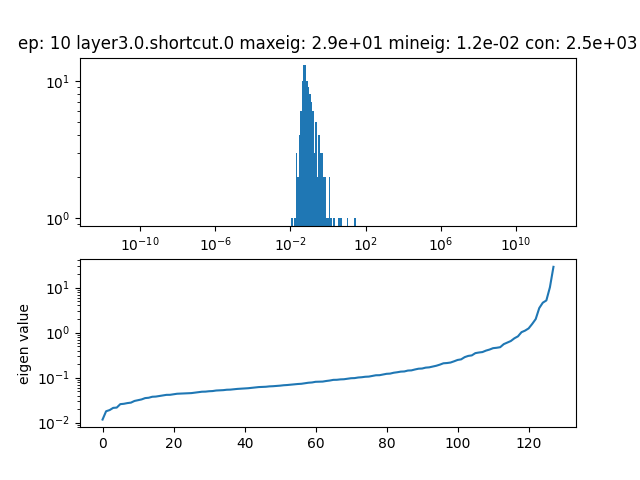 ep: 10 layer3.0.shortcut.0 maxeig: 2.9e+01 mineig: 1.2e-02 con: 2.5e+03
10¹
10⁰
10⁻¹⁰ 10⁻⁶ 10⁻² 10² 10⁶ 10¹⁰
eigen value
10¹
10⁰
10⁻¹
10⁻²
0 20 40 60 80 100 120